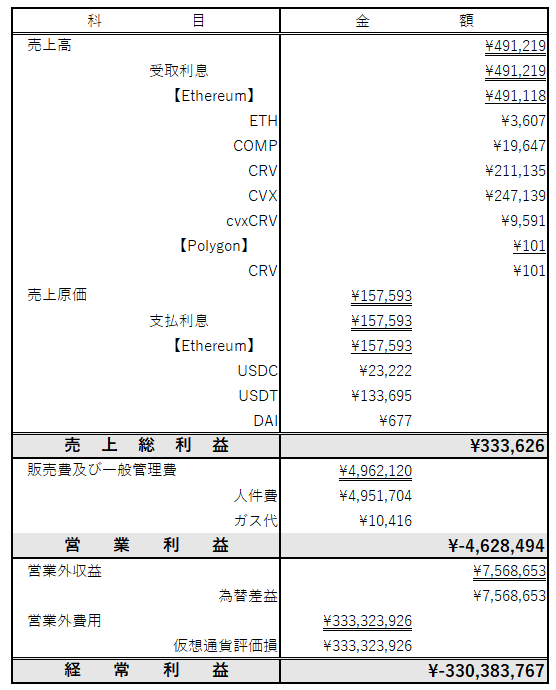 科 目 金 額
売上高 ¥491,219
受取利息 ¥491,219
【Ethereum】 ¥491,118
ETH ¥3,607
COMP ¥19,647
CRV ¥211,135
CVX ¥247,139
cvxCRV ¥9,591
【Polygon】 ¥101
CRV ¥101
売上原価 ¥157,593
支払利息 ¥157,593
【Ethereum】 ¥157,593
USDC ¥23,222
USDT ¥133,695
DAI ¥677
売 上 総 利 益 ¥333,626
販売費及び一般管理費 ¥4,962,120
人件費 ¥4,951,704
ガス代 ¥10,416
営 業 利 益 ¥-4,628,494
営業外収益 ¥7,568,653
為替差益 ¥7,568,653
営業外費用 ¥333,323,926
仮想通貨評価損 ¥333,323,926
経 常 利 益 ¥-330,383,767